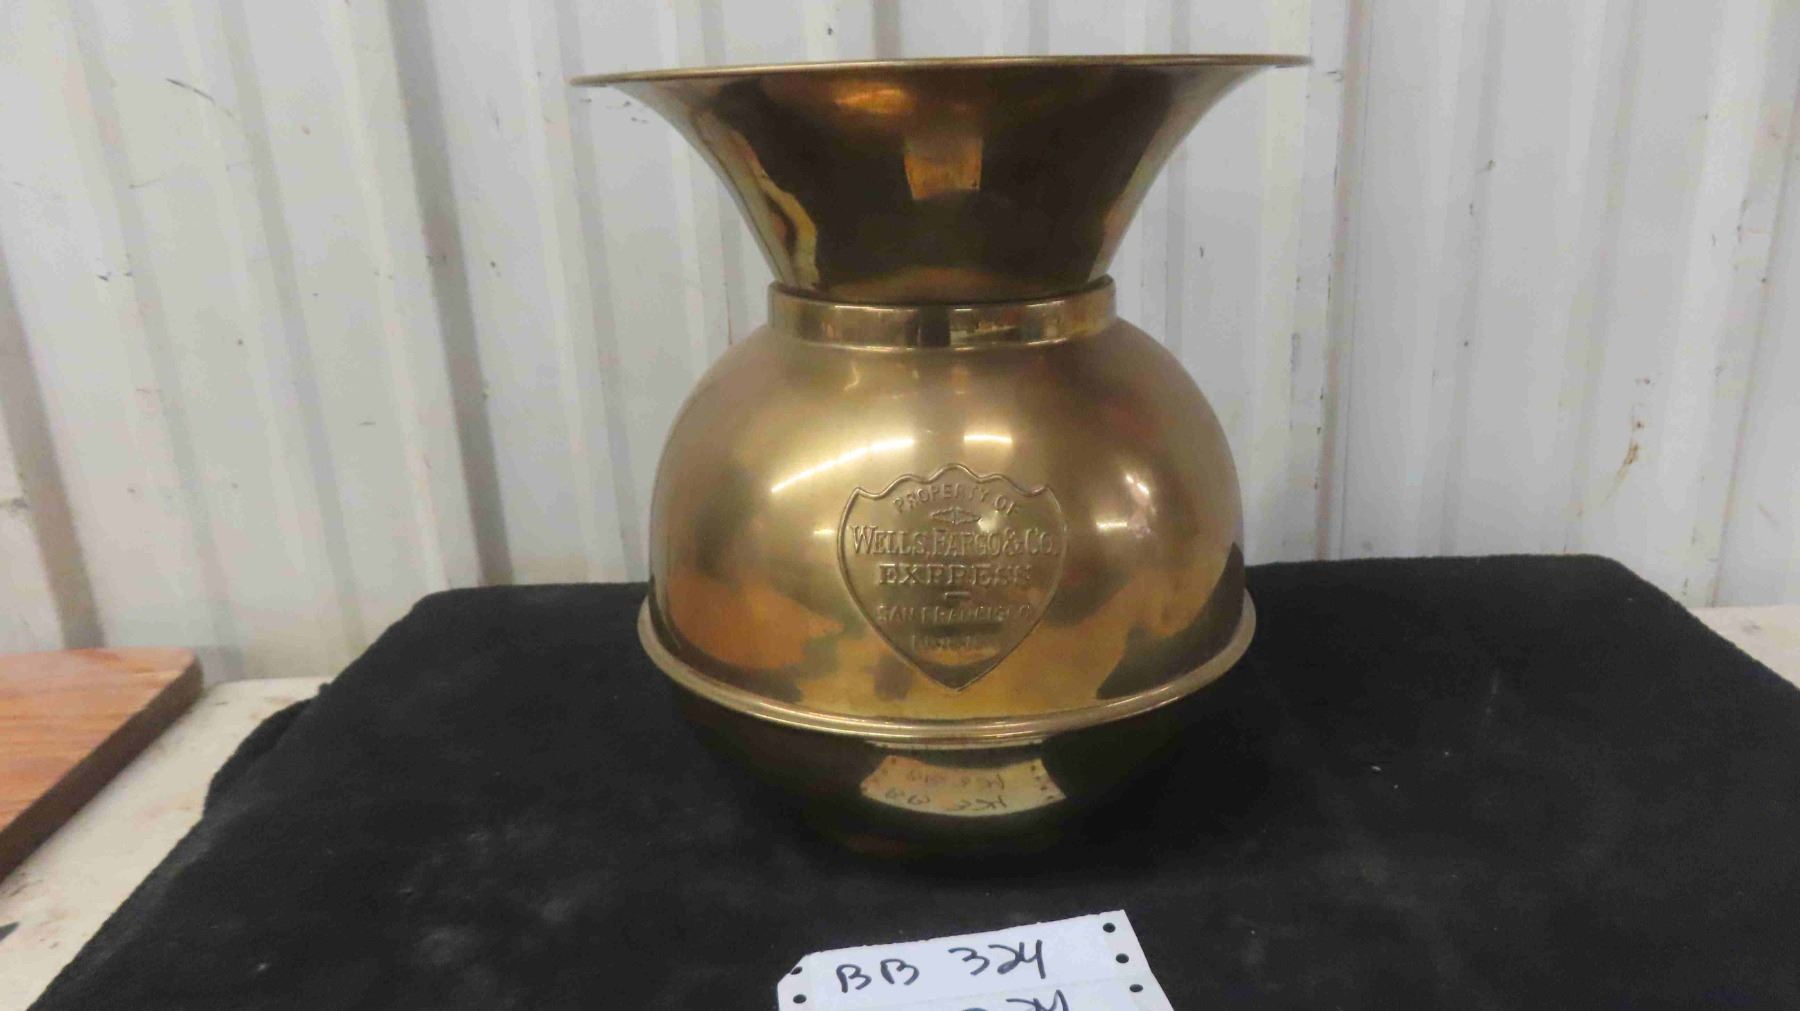 PROPERTY OF
WELLS, FARGO & CO.
EXPRESS
SAN FRANCISCO
BB 324